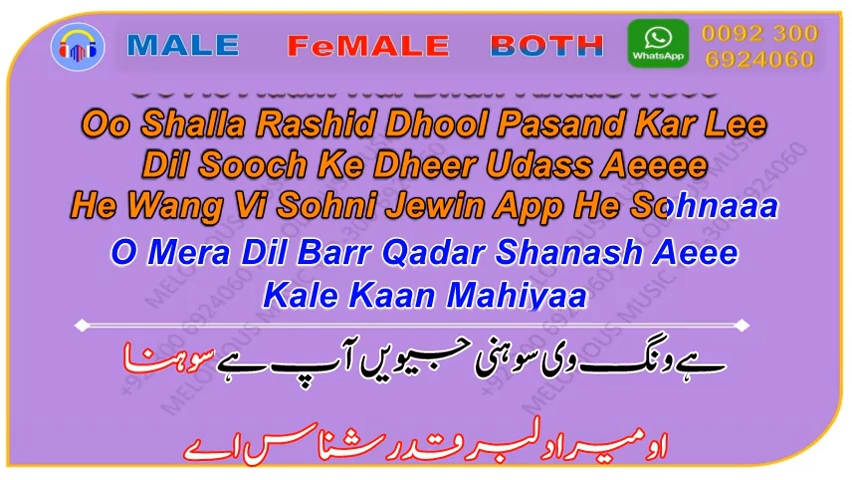 MALE FeMALE BOTH
WhatsApp
0092 300
6924060
Oo Shalla Rashid Dhool Pasand Kar Lee
Dil Sooch Ke Dheer Udass Aeeee
He Wang Vi Sohni Jewin App He Sohnaaa
O Mera Dil Barr Qadar Shanash Aeee
Kale Kaan Mahiyaa
ہے ونگ وی سوہنی جیویں آپ ہے سوہنا
او میرا دلبر قدر شناس اے